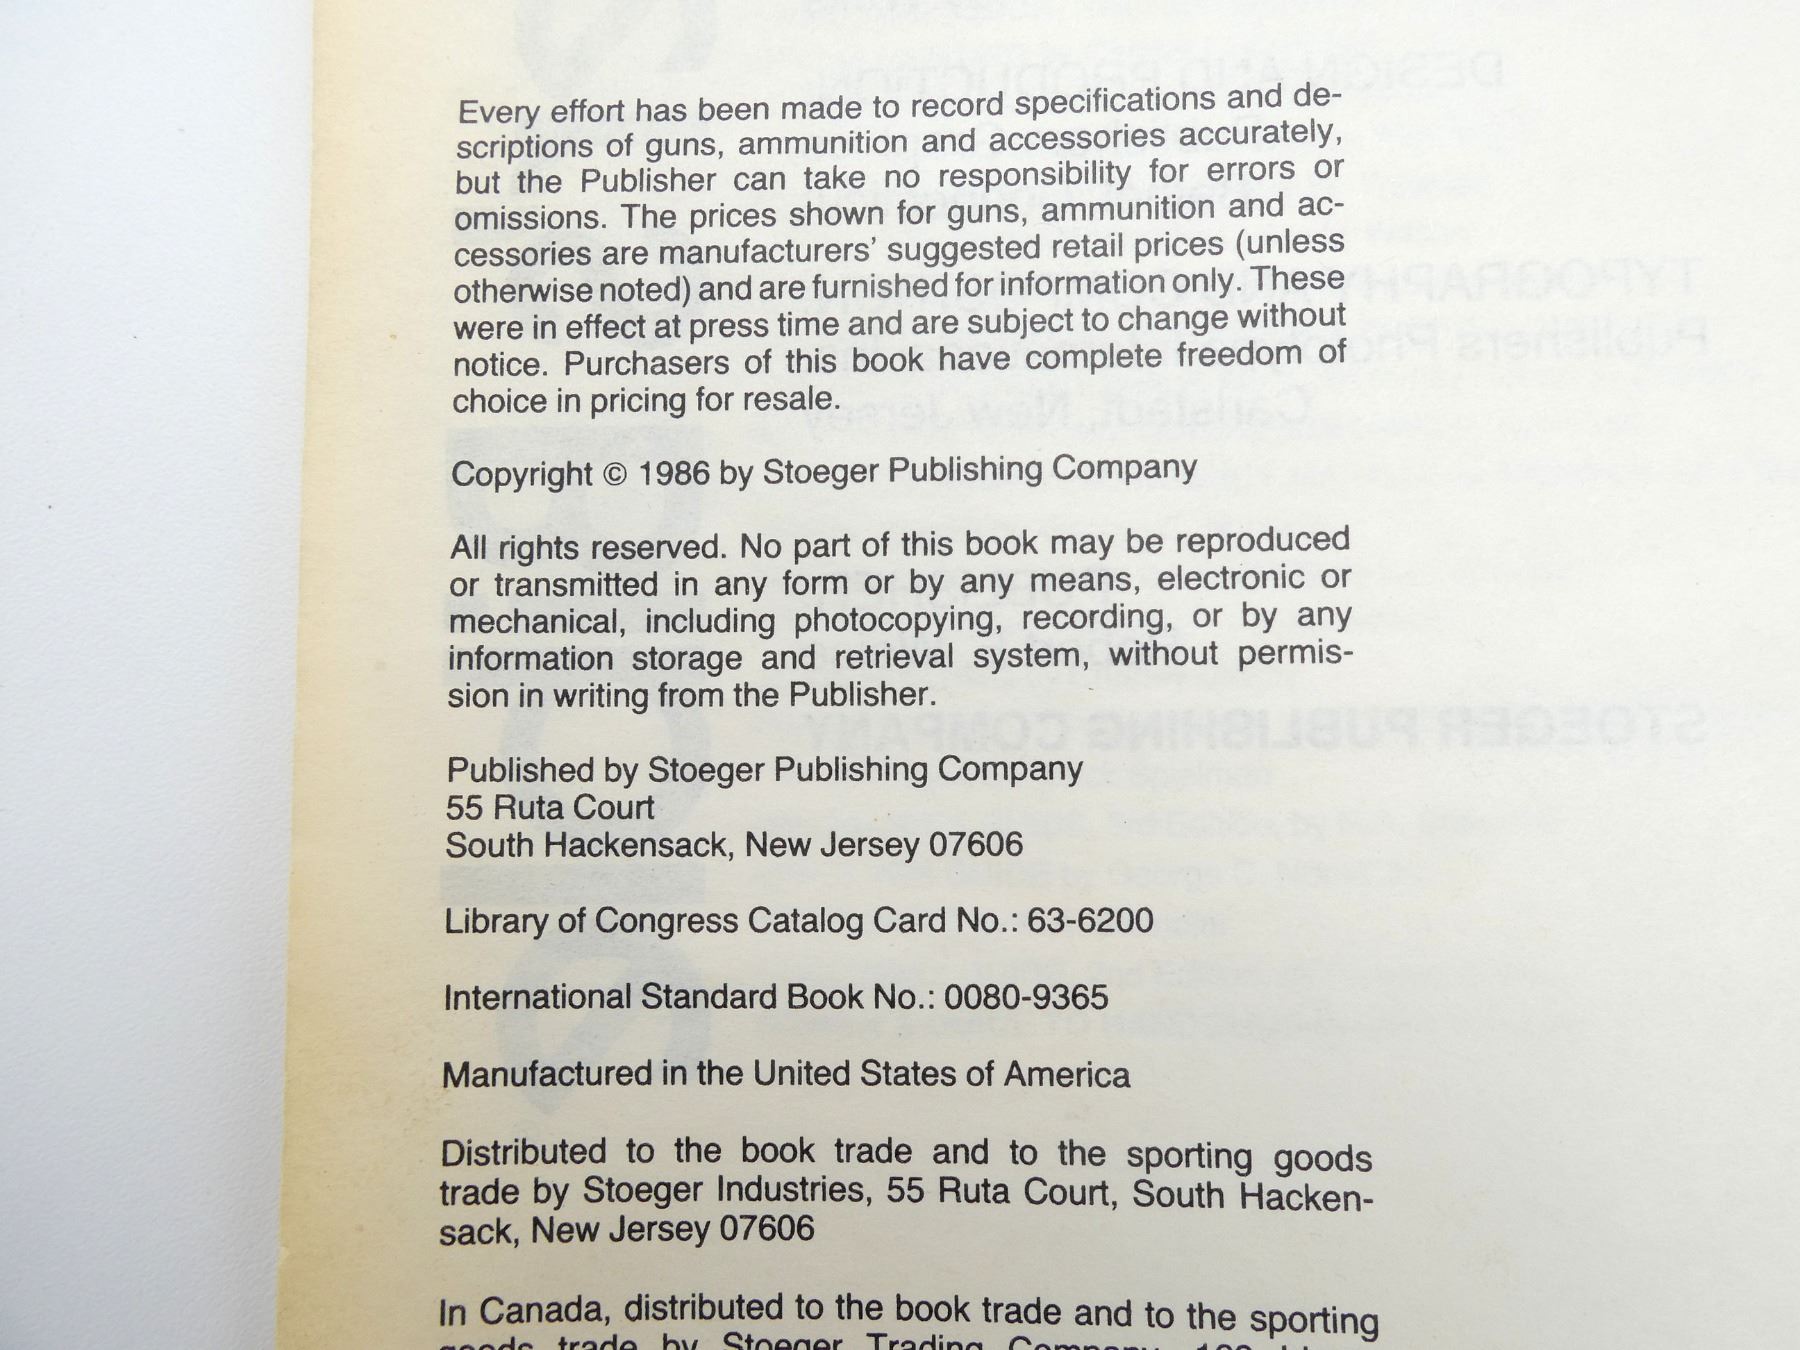 Every effort has been made to record specifications and de-
scriptions of guns, ammunition and accessories accurately,
but the Publisher can take no responsibility for errors or
omissions. The prices shown for guns, ammunition and ac-
cessories are manufacturers' suggested retail prices (unless
otherwise noted) and are furnished for information only. These
were in effect at press time and are subject to change without
notice. Purchasers of this book have complete freedom of
choice in pricing for resale.
Copyright © 1986 by Stoeger Publishing Company
All rights reserved. No part of this book may be reproduced
or transmitted in any form or by any means, electronic or
mechanical, including photocopying, recording, or by any
information storage and retrieval system, without permis-
sion in writing from the Publisher.
Published by Stoeger Publishing Company
55 Ruta Court
South Hackensack, New Jersey 07606
Library of Congress Catalog Card No.: 63-6200
International Standard Book No.: 0080-9365
Manufactured in the United States of America
Distributed to the book trade and to the sporting goods
trade by Stoeger Industries, 55 Ruta Court, South Hacken-
sack, New Jersey 07606
In Canada, distributed to the book trade and to the sporting
goods trade by Stoeger Trading Company,